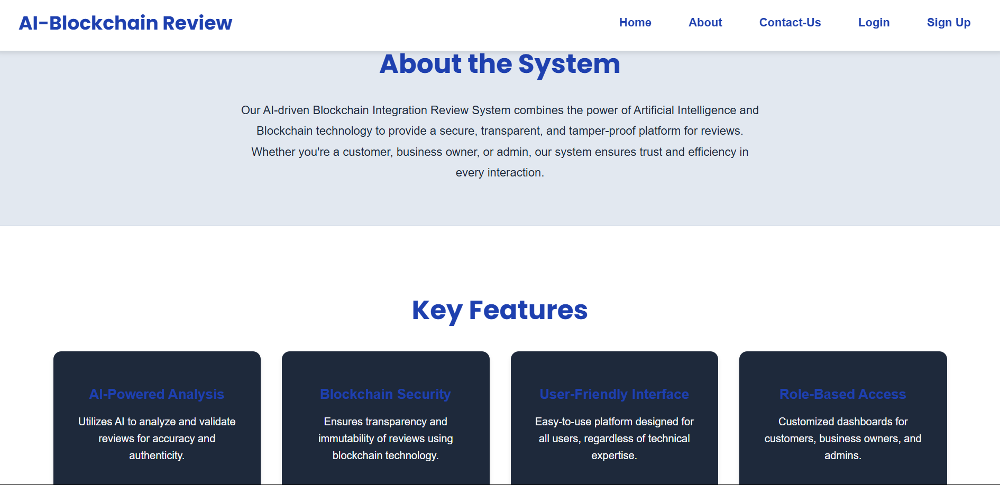 AI-Blockchain Review
Home About Contact-Us Login Sign Up
About the System
Our AI-driven Blockchain Integration Review System combines the power of Artificial Intelligence and
Blockchain technology to provide a secure, transparent, and tamper-proof platform for reviews.
Whether you're a customer, business owner, or admin, our system ensures trust and efficiency in
every interaction.
Key Features
AI-Powered Analysis
Utilizes AI to analyze and validate
reviews for accuracy and
authenticity.
Blockchain Security
Ensures transparency and
immutability of reviews using
blockchain technology.
User-Friendly Interface
Easy-to-use platform designed for
all users, regardless of technical
expertise.
Role-Based Access
Customized dashboards for
customers, business owners, and
admins.